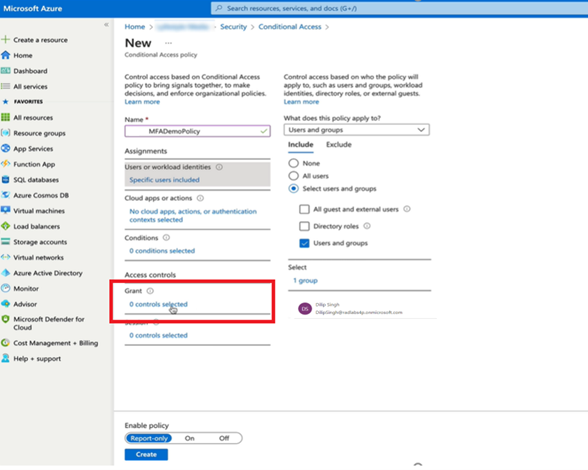 Microsoft Azure
Search resources, services, and docs (G+/)
«
Create a resource
Home
Dashboard
All services
FAVORITES
All resources
Resource groups
App Services
Function App
SQL databases
Azure Cosmos DB
Virtual machines
Load balancers
Storage accounts
Virtual networks
Azure Active Directory
Monitor
Advisor
Microsoft Defender for
Cloud
Cost Management + Billing
Help + support
Home > > Security > Conditional Access >
New ...
Conditional Access policy
Control access based on Conditional Access
policy to bring signals together, to make
decisions, and enforce organizational policies.
Learn more
Name *
MFADemoPolicy
Assignments
Users or workload identities
Specific users included
Cloud apps or actions
No cloud apps, actions, or authentication
contexts selected
Conditions
0 conditions selected
Access controls
Grant
0 controls selected
Session
0 controls selected
Control access based on who the policy will
apply to, such as users and groups, workload
identities, directory roles, or external guests.
Learn more
What does this policy apply to?
Users and groups
Include Exclude
None
All users
Select users and groups
All guest and external users
Directory roles
Users and groups
Select
1 group
DS
Dilip Singh
Enable policy
Report-only On Off
Create